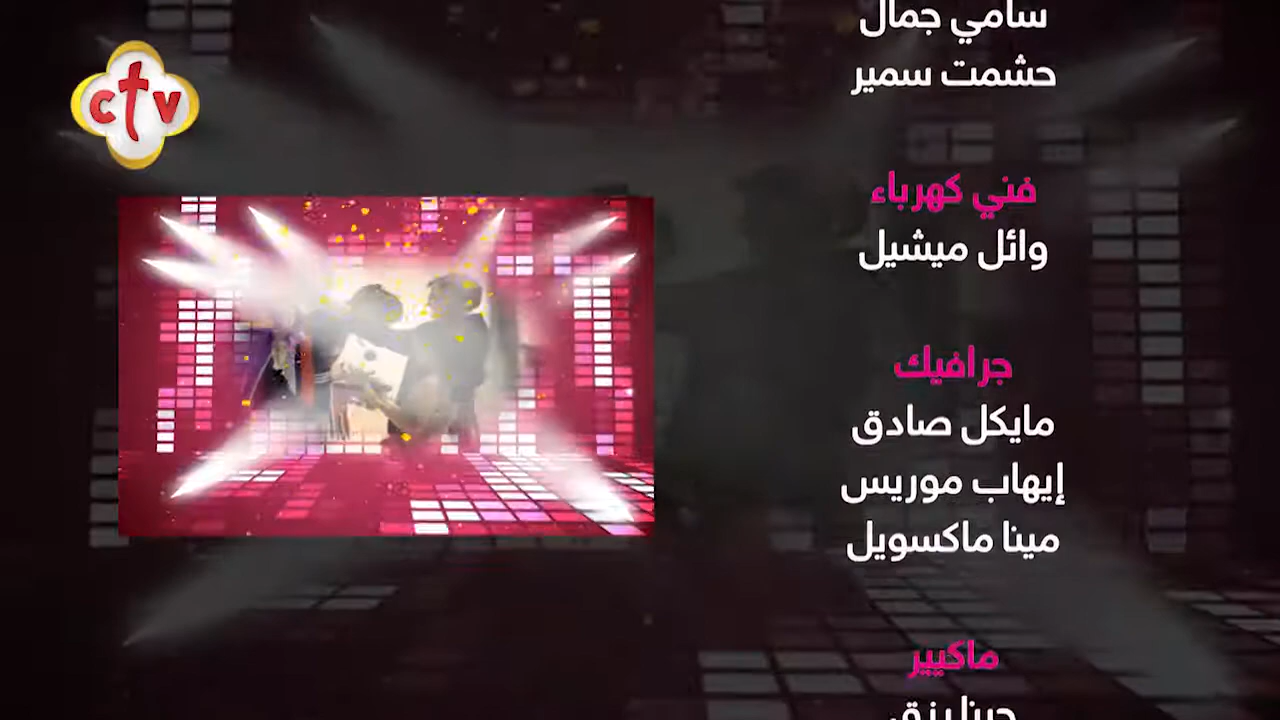 ctv
سامي جمال
حشمت سمير
فني كهرباء
وائل ميشيل
جرافيك
مايكل صادق
إيهاب موريس
مينا ماكسويل
ماكيير